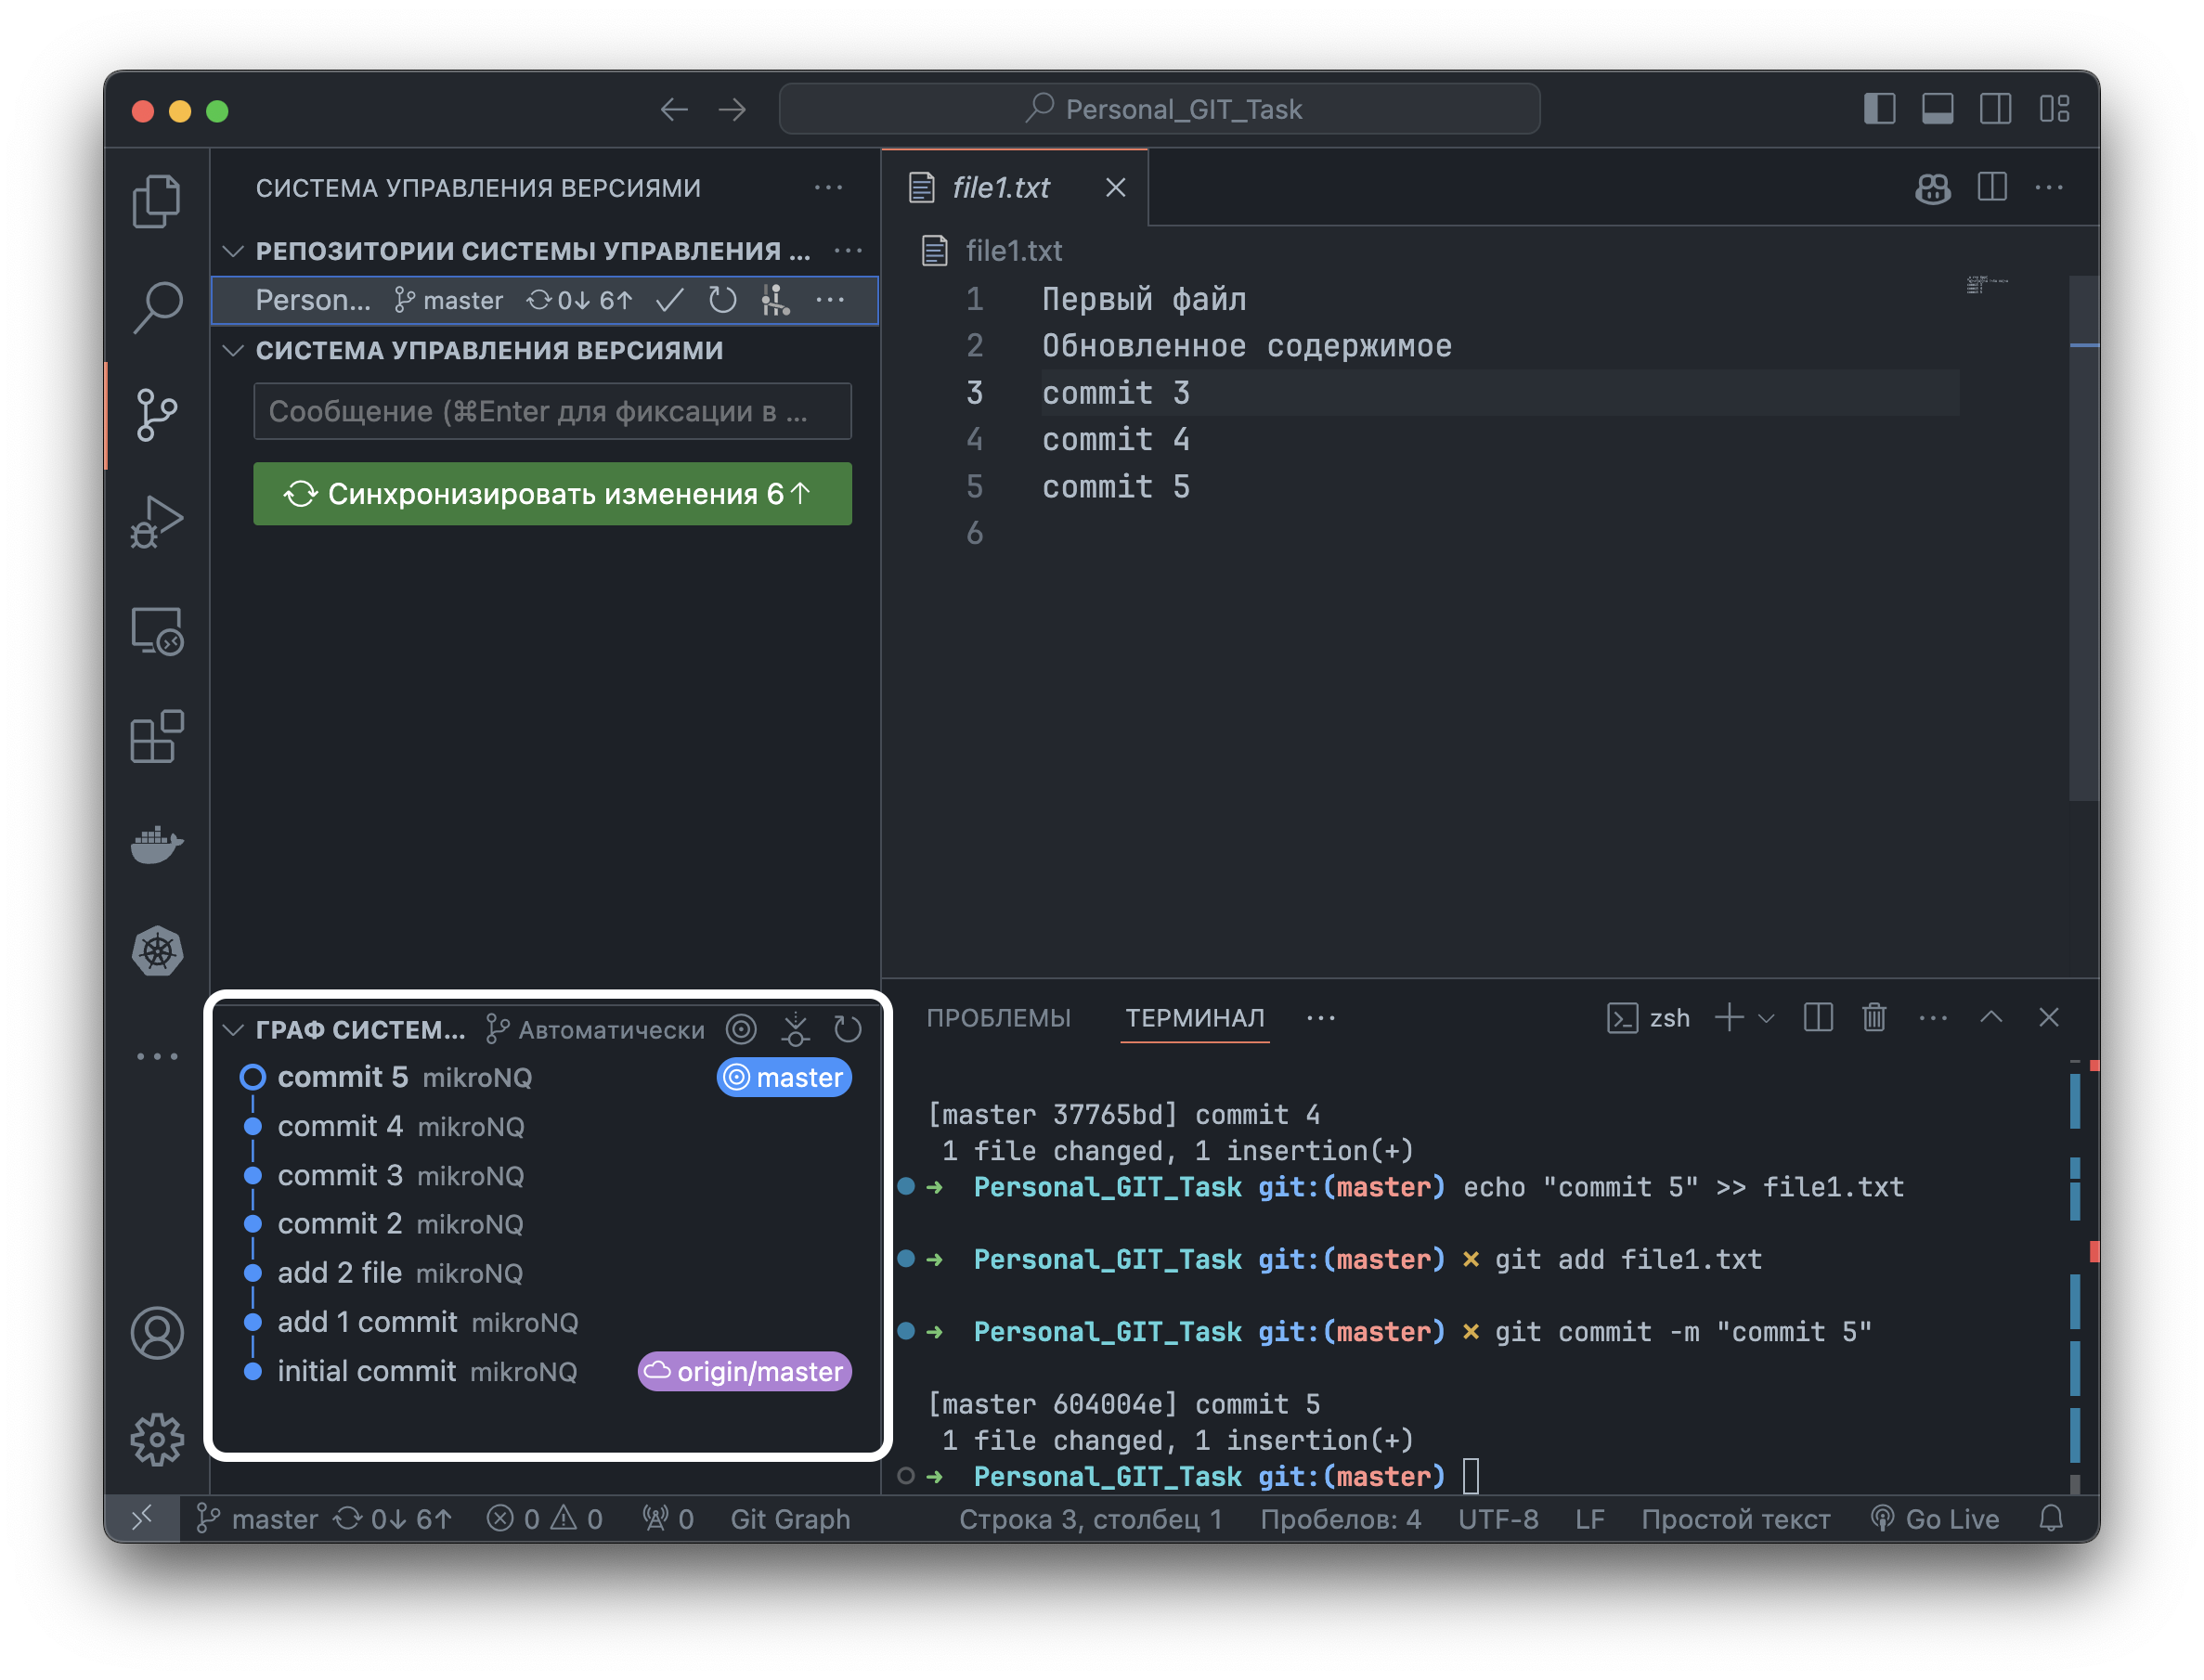 Personal_GIT_Task
СИСТЕМА УПРАВЛЕНИЯ ВЕРСИЯМИ
РЕПОЗИТОРИИ СИСТЕМЫ УПРАВЛЕНИЯ ...
Person... master 0↓ 6↑
СИСТЕМА УПРАВЛЕНИЯ ВЕРСИЯМИ
Сообщение (⌘Enter для фиксации в ...
Синхронизировать изменения 6↑
ГРАФ СИСТЕМ... Автоматически
commit 5 mikroNQ master
commit 4 mikroNQ
commit 3 mikroNQ
commit 2 mikroNQ
add 2 file mikroNQ
add 1 commit mikroNQ
initial commit mikroNQ origin/master
file1.txt
file1.txt
1 Первый файл
2 Обновленное содержимое
3 commit 3
4 commit 4
5 commit 5
6
ПРОБЛЕМЫ ТЕРМИНАЛ ... zsh
[master 37765bd] commit 4
1 file changed, 1 insertion(+)
→ Personal_GIT_Task git:(master) echo "commit 5" >> file1.txt
→ Personal_GIT_Task git:(master) × git add file1.txt
→ Personal_GIT_Task git:(master) × git commit -m "commit 5"
[master 604004e] commit 5
1 file changed, 1 insertion(+)
→ Personal_GIT_Task git:(master)
master 0↓ 6↑ 0 0 0 Git Graph Строка 3, столбец 1 Пробелов: 4 UTF-8 LF Простой текст Go Live